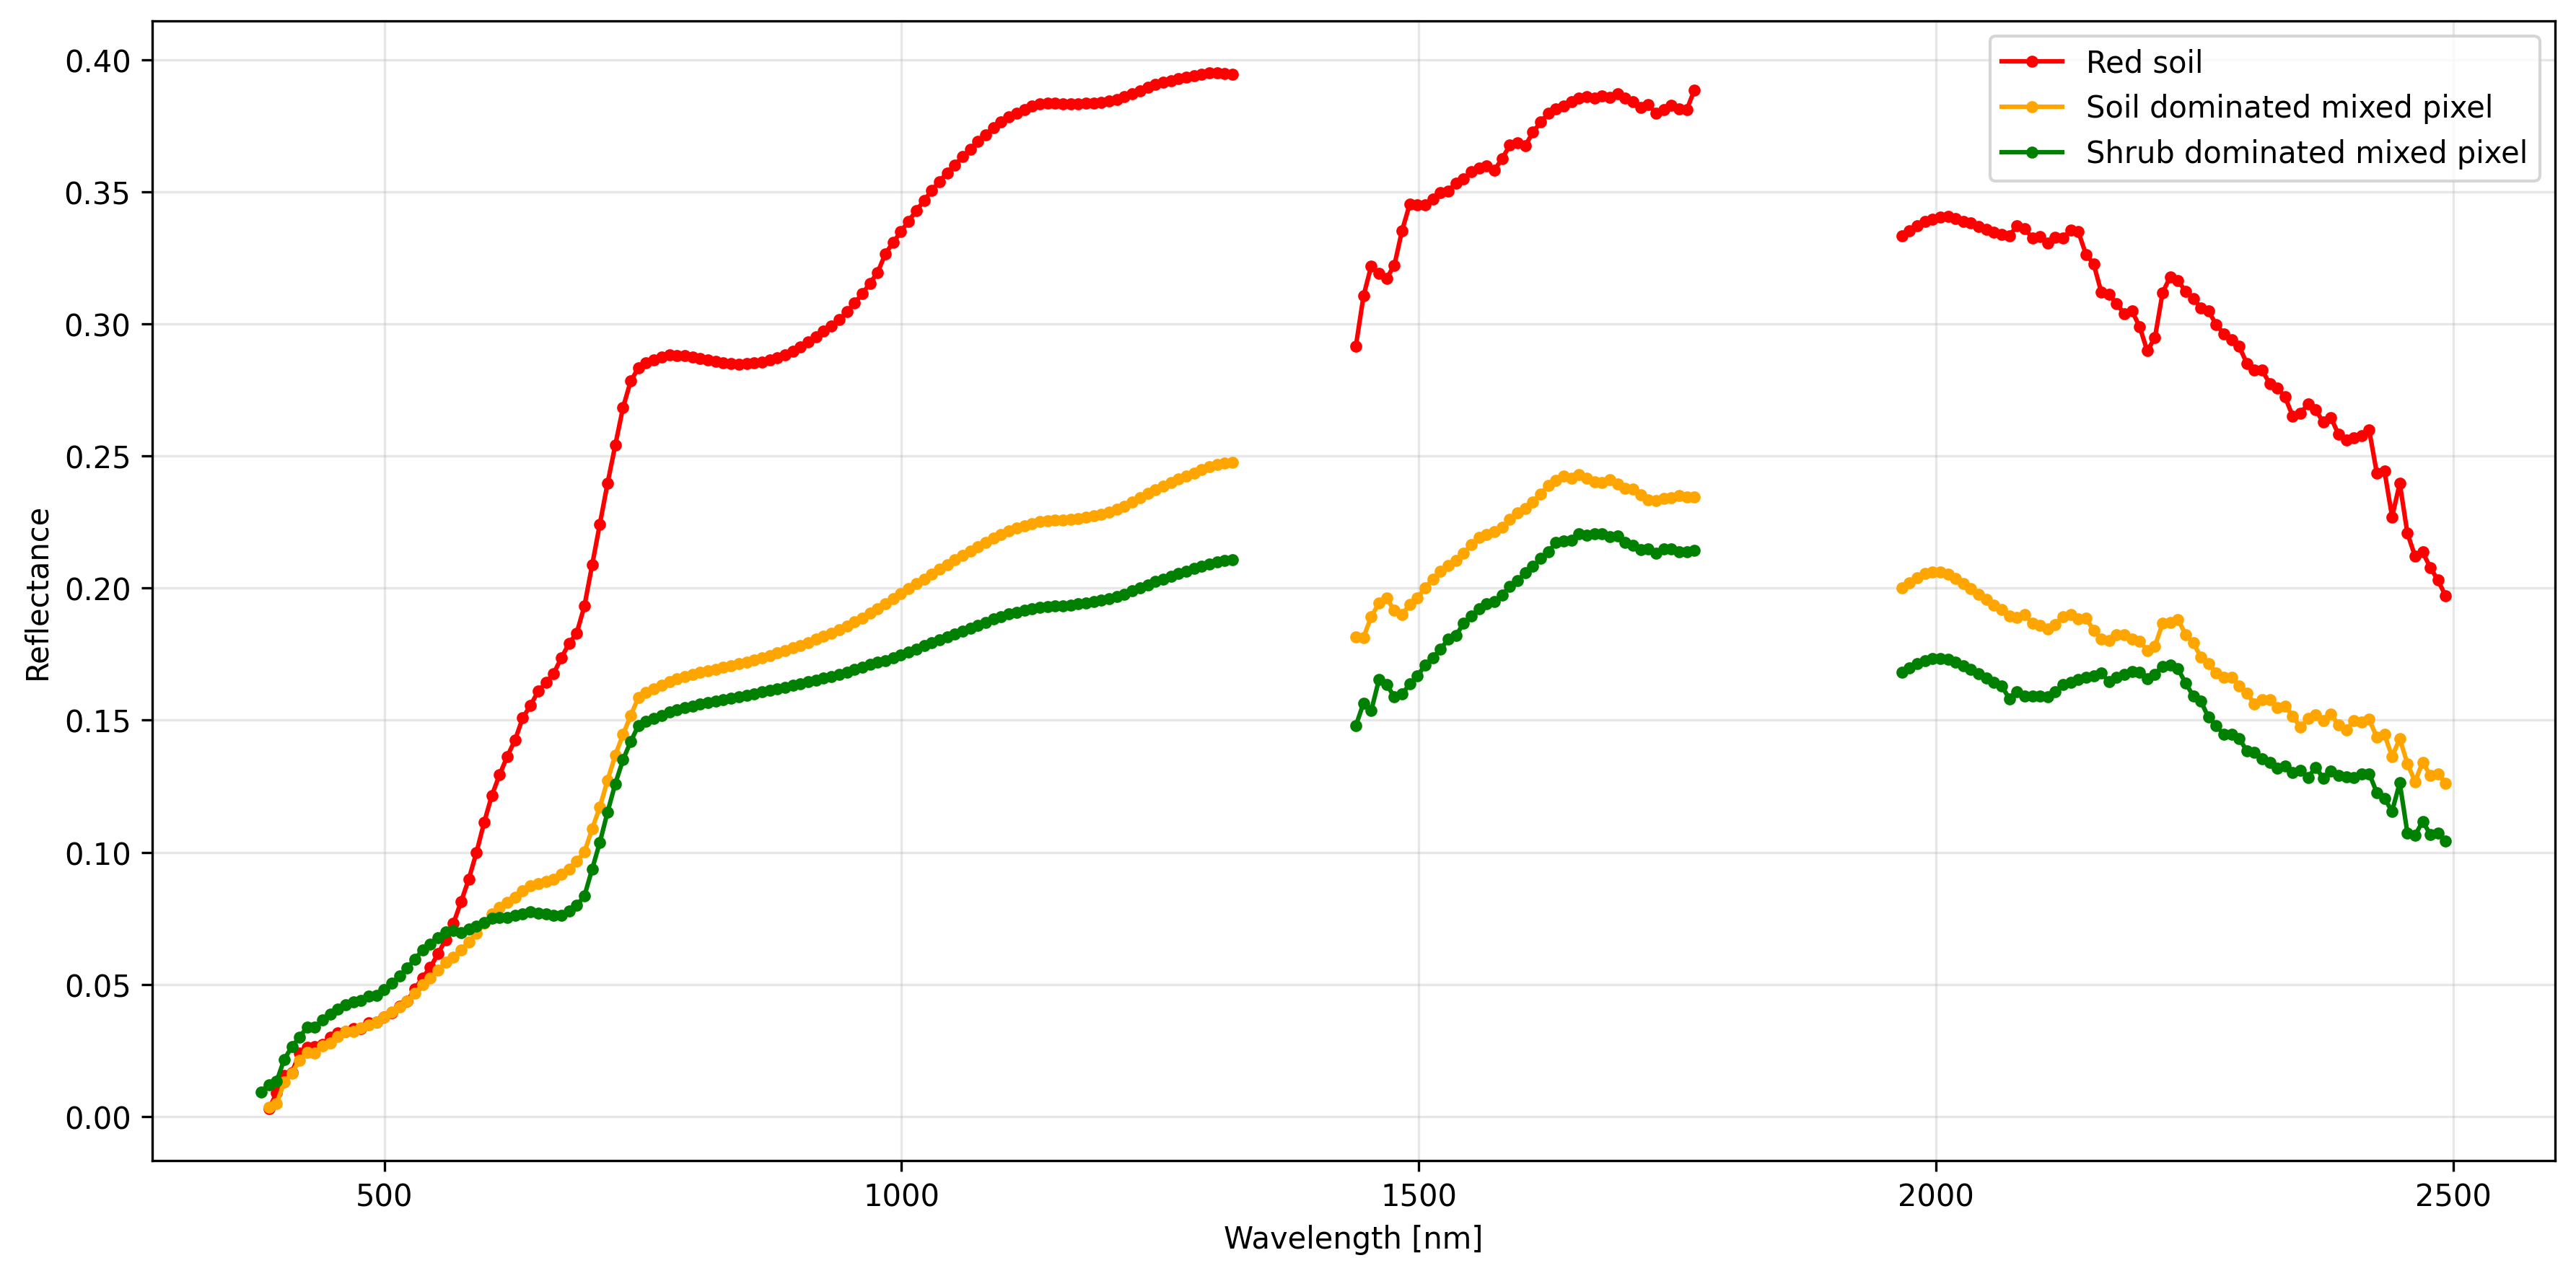 Red soil
Soil dominated mixed pixel
Shrub dominated mixed pixel
0.40
0.35
0.30
0.25
0.20
0.15
0.10
0.05
0.00
Reflectance
500 1000 1500 2000 2500
Wavelength [nm]